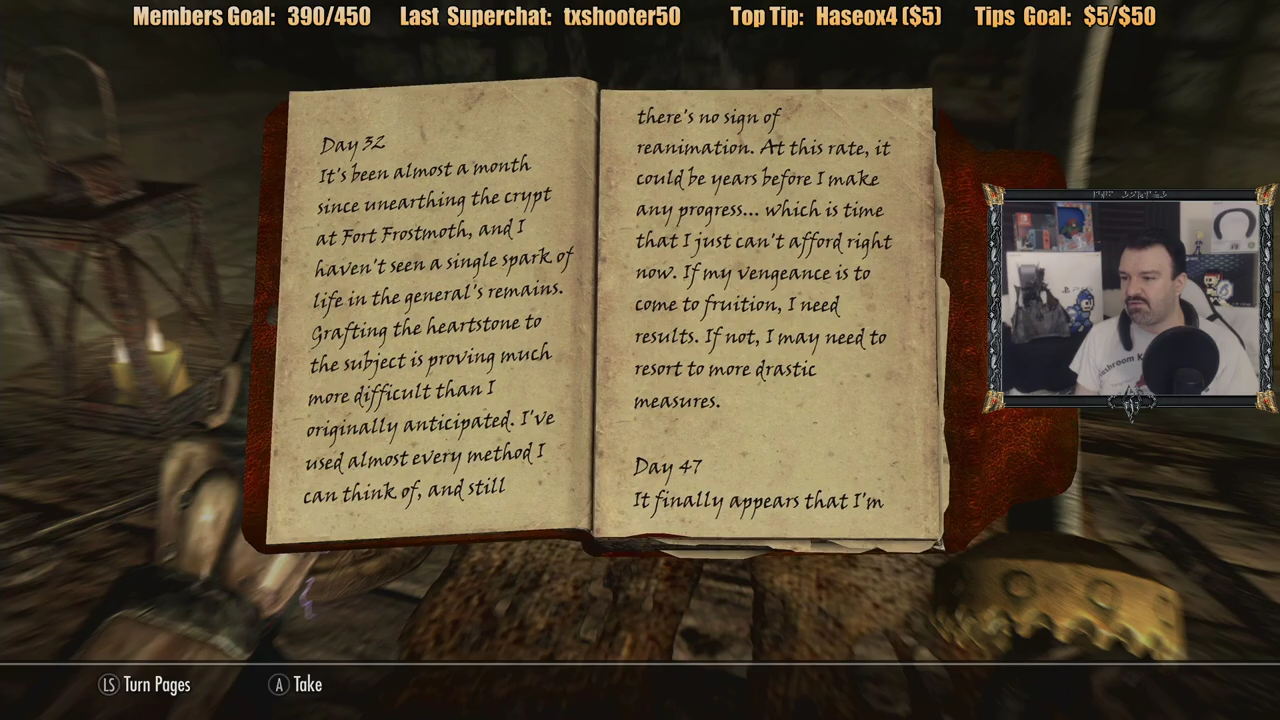 Members Goal: 390/450 Last Superchat: txshooter50 Top Tip: Haseox4 ($5) Tips Goal: $5/$50
Day 32
It's been almost a month
since unearthing the crypt
at Fort Frostmoth, and I
haven't seen a single spark of
life in the general's remains.
Grafting the heartstone to
the subject is proving much
more difficult than I
originally anticipated. I've
used almost every method I
can think of, and still
there's no sign of
reanimation. At this rate, it
could be years before I make
any progress... which is time
that I just can't afford right
now. If my vengeance is to
come to fruition, I need
results. If not, I may need to
resort to more drastic
measures.
Day 47
It finally appears that I'm
LS Turn Pages
A Take